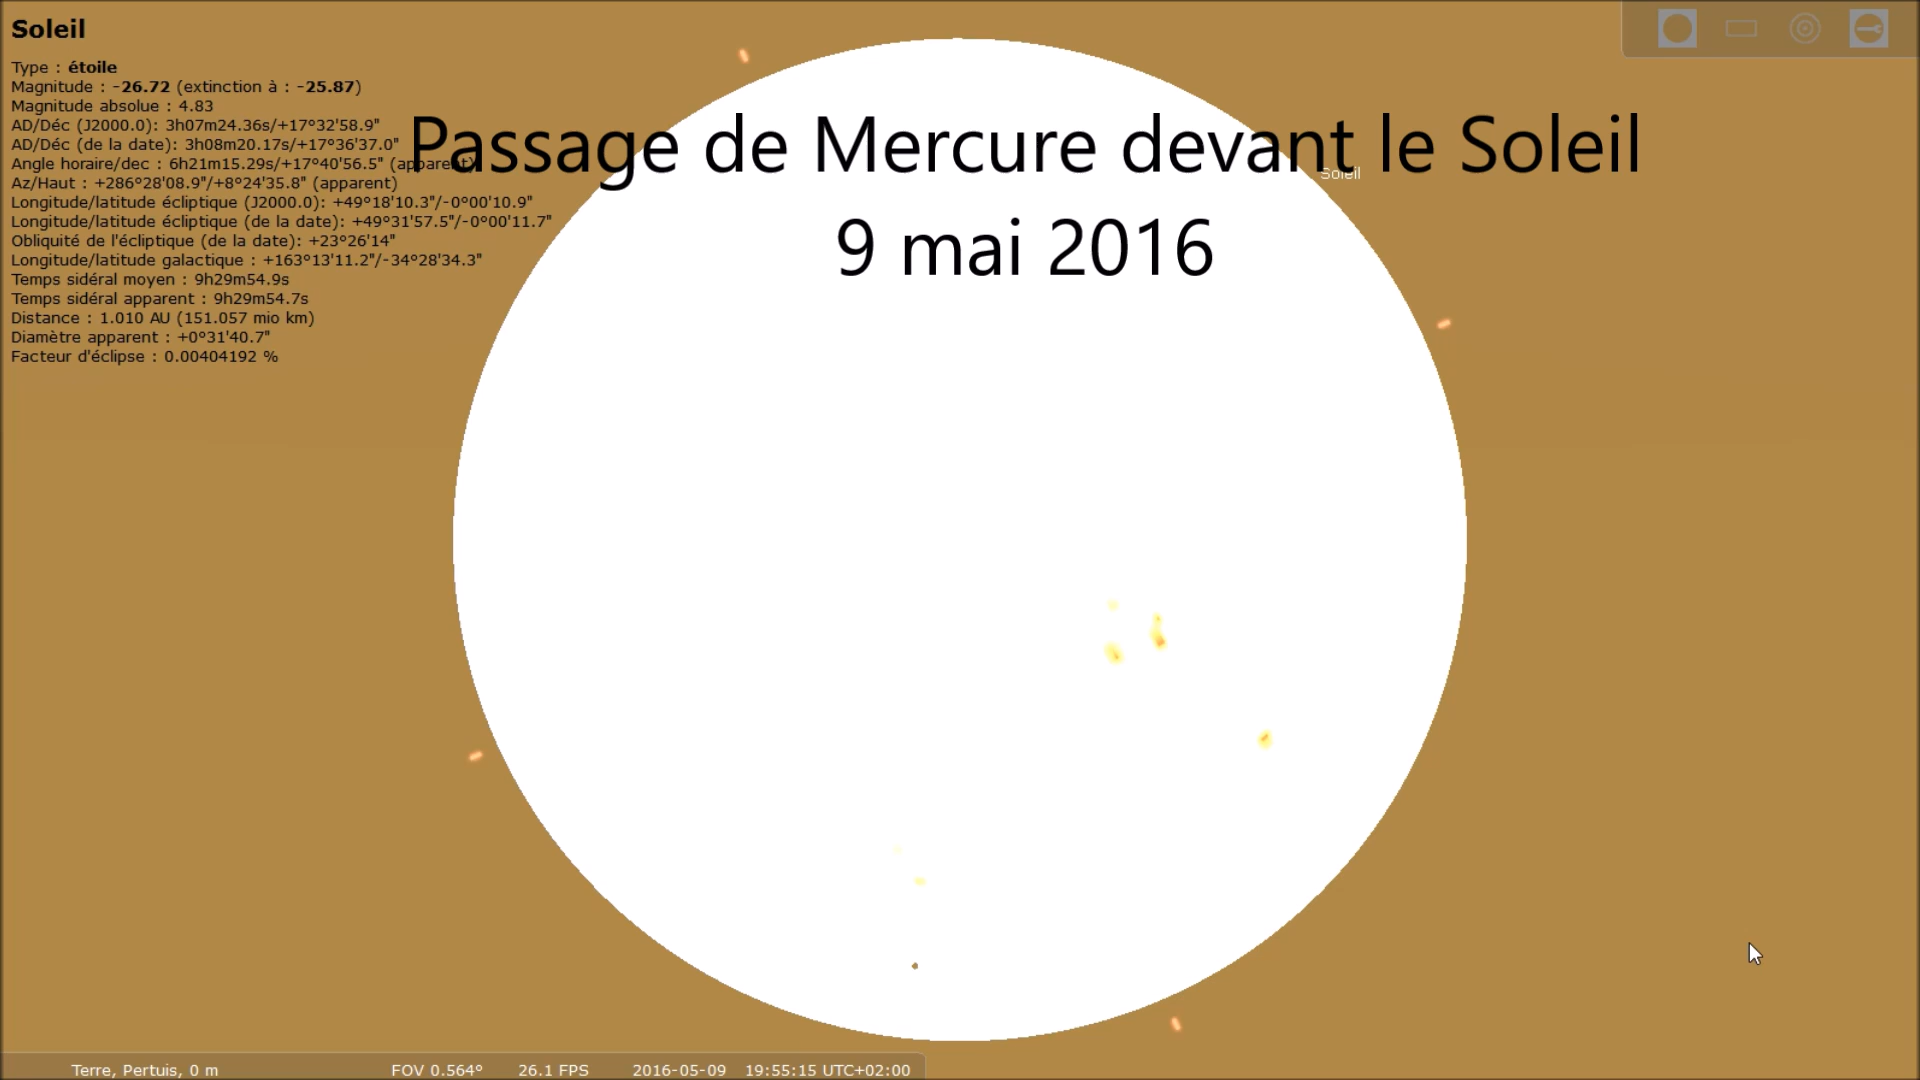 Soleil
Type : étoile
Magnitude : -26.72 (extinction à : -25.87)
Magnitude absolue : 4.83
AD/Déc (J2000.0): 3h07m24.36s/+17°32'58.9"
AD/Déc (de la date): 3h08m20.17s/+17°36'37.0"
Angle horaire/dec : 6h21m15.29s/+17°40'56.5" (apparent)
Az/Haut : +286°28'08.9"/+8°24'35.8" (apparent)
Longitude/latitude écliptique (J2000.0): +49°18'10.3"/-0°00'10.9"
Longitude/latitude écliptique (de la date): +49°31'57.5"/-0°00'11.7"
Obliquité de l'écliptique (de la date): +23°26'14"
Longitude/latitude galactique : +163°13'11.2"/-34°28'34.3"
Temps sidéral moyen : 9h29m54.9s
Temps sidéral apparent : 9h29m54.7s
Distance : 1.010 AU (151.057 mio km)
Diamètre apparent : +0°31'40.7"
Facteur d'éclipse : 0.00404192 %
Passage de Mercure devant le Soleil
9 mai 2016
Soleil
Terre, Pertuis, 0 m FOV 0.564° 26.1 FPS 2016-05-09 19:55:15 UTC+02:00